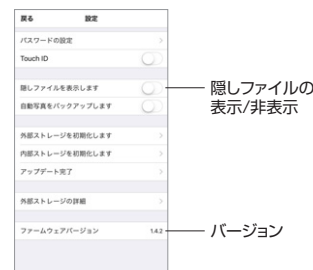 戻る 設定
パスワードの設定
Touch ID
隠しファイルを表示します
自動写真をバックアップします
外部ストレージを初期化します
内部ストレージを初期化します
アップデート完了
外部ストレージの詳細
ファームウェアバージョン 1.4.2
隠しファイルの
表示/非表示
バージョン